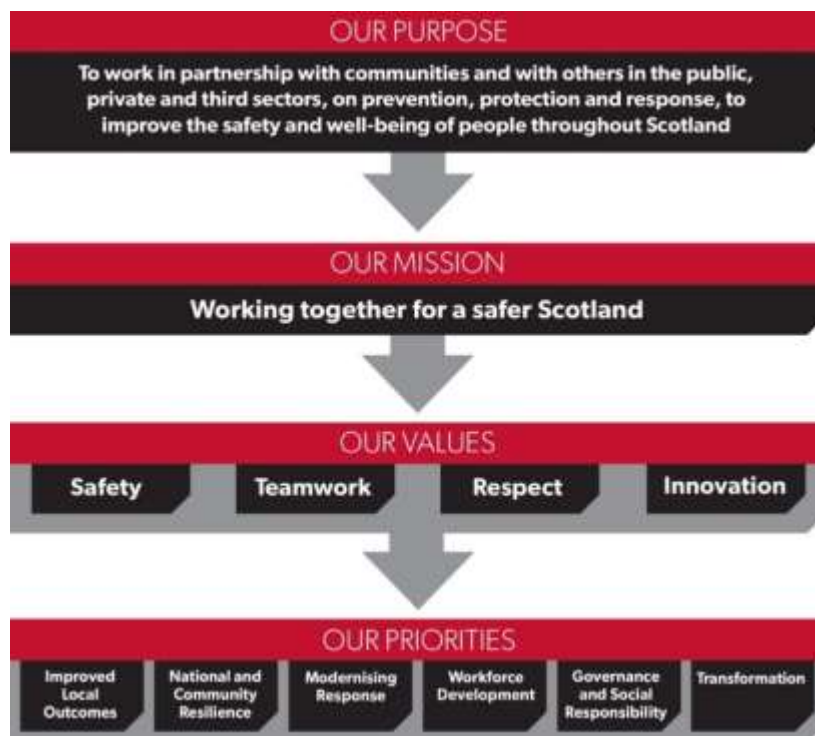 OUR PURPOSE
To work in partnership with communities and with others in the public,
private and third sectors, on prevention, protection and response, to
improve the safety and well-being of people throughout Scotland
OUR MISSION
Working together for a safer Scotland
OUR VALUES
Safety Teamwork Respect Innovation
OUR PRIORITIES
Improved
Local
Outcomes
National and
Community
Resilience
Modernising
Response
Workforce
Development
Governance
and Social
Responsibility
Transformation